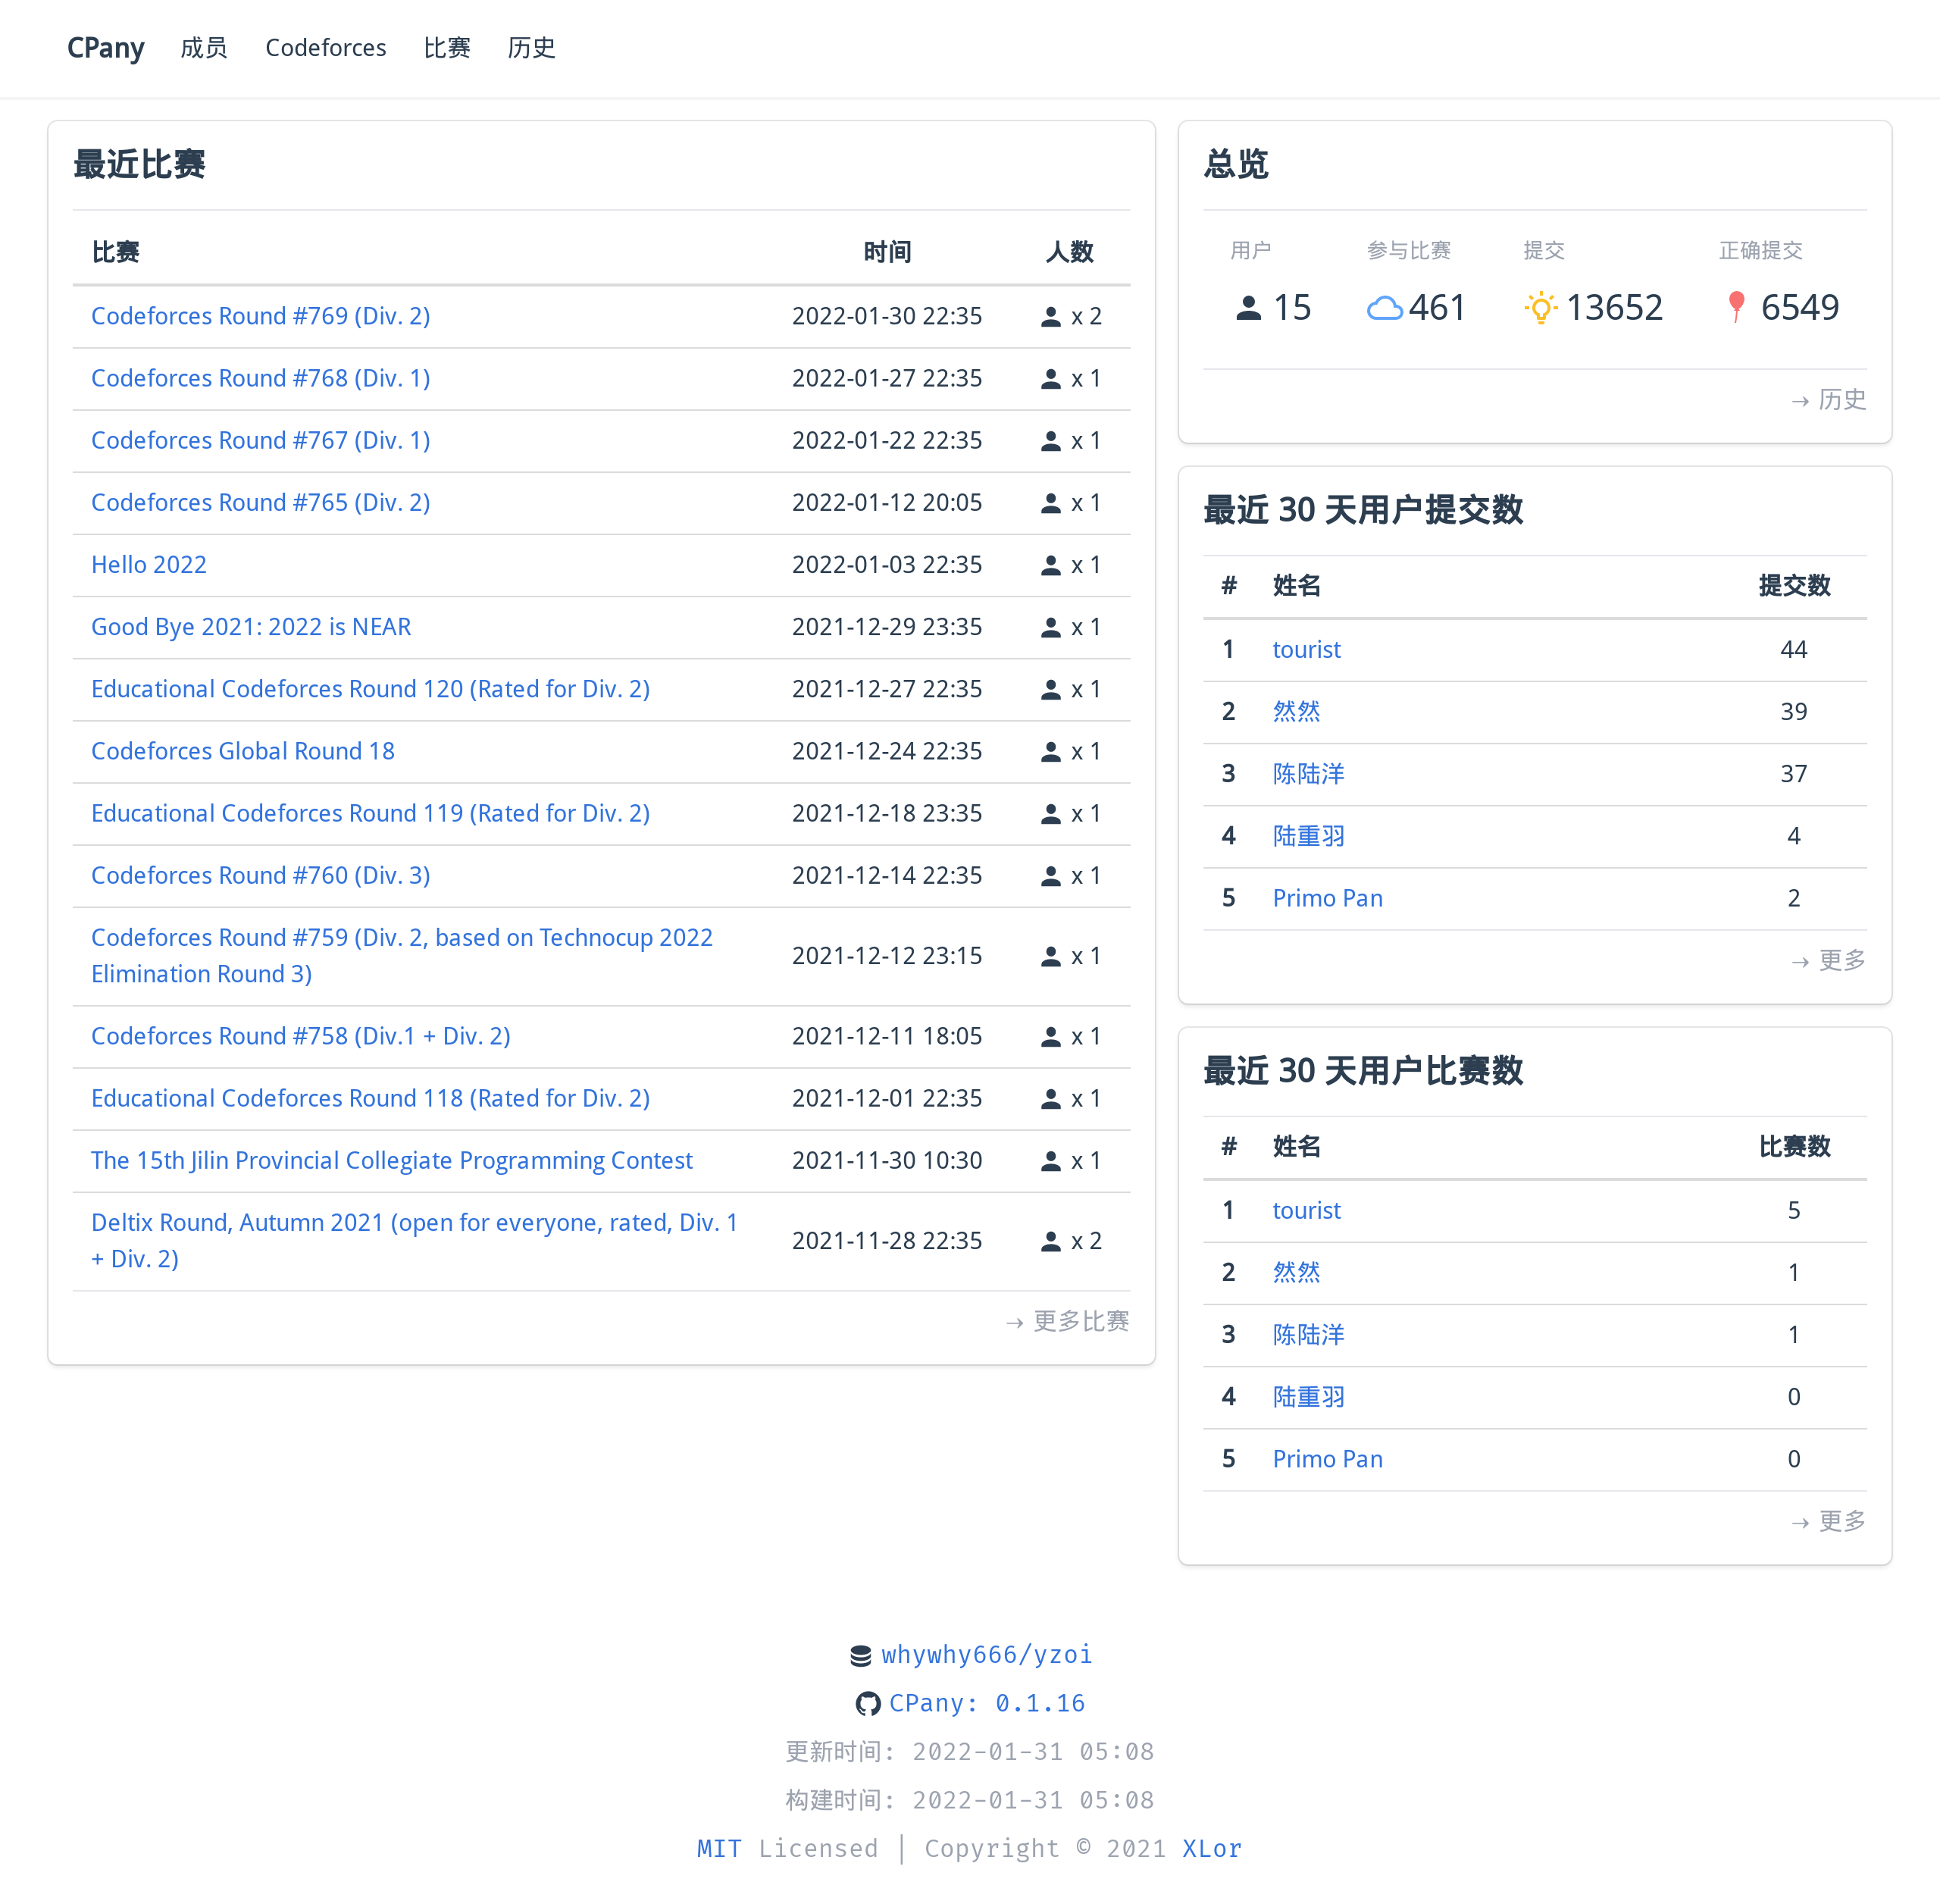 CPany 成员 Codeforces 比赛 历史
最近比赛
比赛 时间 人数
Codeforces Round #769 (Div. 2) 2022-01-30 22:35 x 2
Codeforces Round #768 (Div. 1) 2022-01-27 22:35 x 1
Codeforces Round #767 (Div. 1) 2022-01-22 22:35 x 1
Codeforces Round #765 (Div. 2) 2022-01-12 20:05 x 1
Hello 2022 2022-01-03 22:35 x 1
Good Bye 2021: 2022 is NEAR 2021-12-29 23:35 x 1
Educational Codeforces Round 120 (Rated for Div. 2) 2021-12-27 22:35 x 1
Codeforces Global Round 18 2021-12-24 22:35 x 1
Educational Codeforces Round 119 (Rated for Div. 2) 2021-12-18 23:35 x 1
Codeforces Round #760 (Div. 3) 2021-12-14 22:35 x 1
Codeforces Round #759 (Div. 2, based on Technocup 2022
Elimination Round 3) 2021-12-12 23:15 x 1
Codeforces Round #758 (Div.1 + Div. 2) 2021-12-11 18:05 x 1
Educational Codeforces Round 118 (Rated for Div. 2) 2021-12-01 22:35 x 1
The 15th Jilin Provincial Collegiate Programming Contest 2021-11-30 10:30 x 1
Deltix Round, Autumn 2021 (open for everyone, rated, Div. 1
+ Div. 2) 2021-11-28 22:35 x 2
→ 更多比赛
总览
用户 参与比赛 提交 正确提交
15 461 13652 6549
→ 历史
最近 30 天用户提交数
# 姓名 提交数
1 tourist 44
2 然然 39
3 陈陆洋 37
4 陆重羽 4
5 Primo Pan 2
→ 更多
最近 30 天用户比赛数
# 姓名 比赛数
1 tourist 5
2 然然 1
3 陈陆洋 1
4 陆重羽 0
5 Primo Pan 0
→ 更多
whywhy666/yzoi
CPany: 0.1.16
更新时间: 2022-01-31 05:08
构建时间: 2022-01-31 05:08
MIT Licensed | Copyright © 2021 XLor